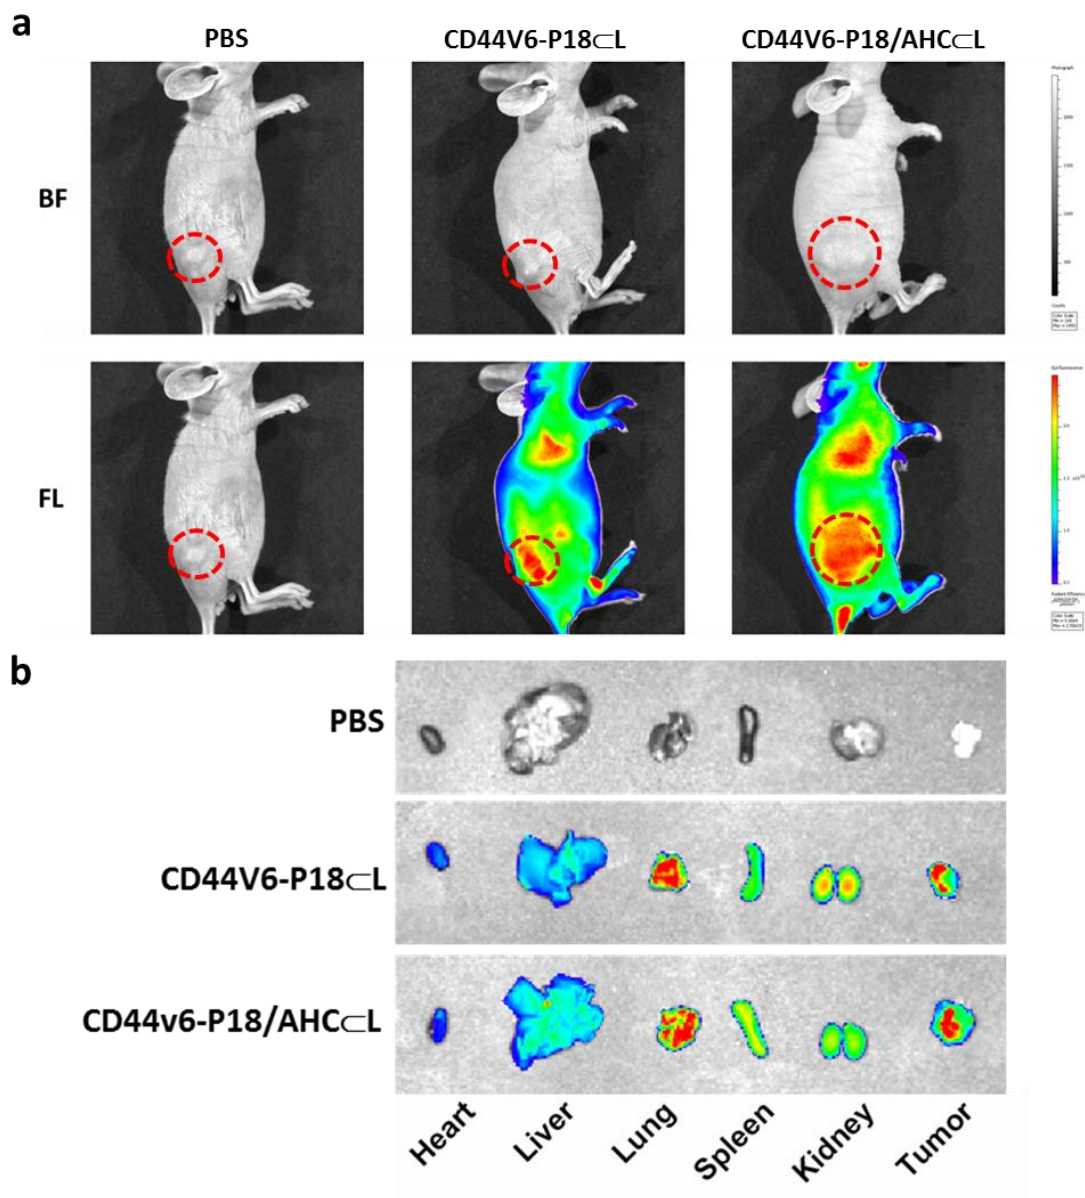 a
PBS
CD44V6-P18⊂L
CD44V6-P18/AHC⊂L
BF
FL
b
PBS
CD44V6-P18⊂L
CD44v6-P18/AHC⊂L
Heart
Liver
Lung
Spleen
Kidney
Tumor